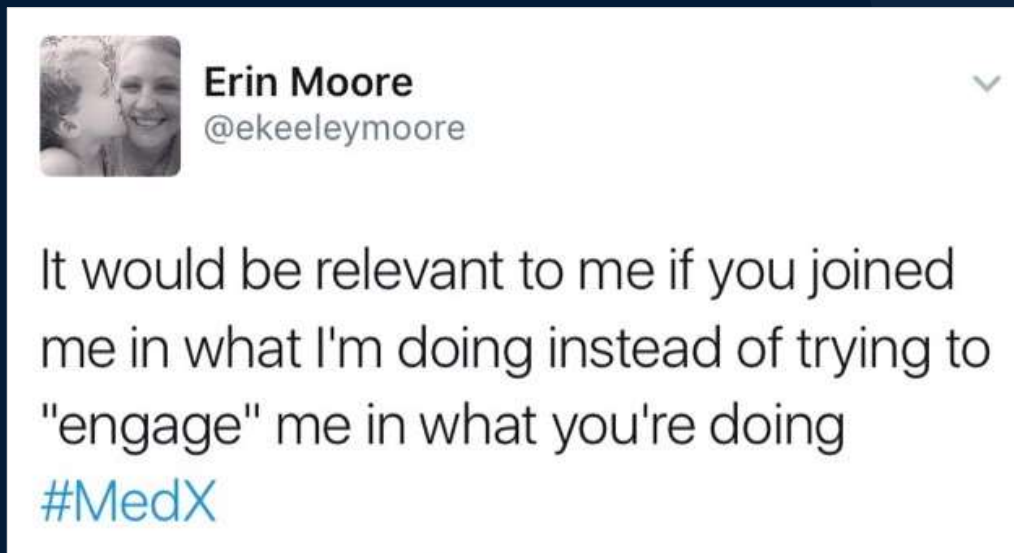 Erin Moore
@ekeeleymoore
It would be relevant to me if you joined
me in what I'm doing instead of trying to
"engage" me in what you're doing
#MedX